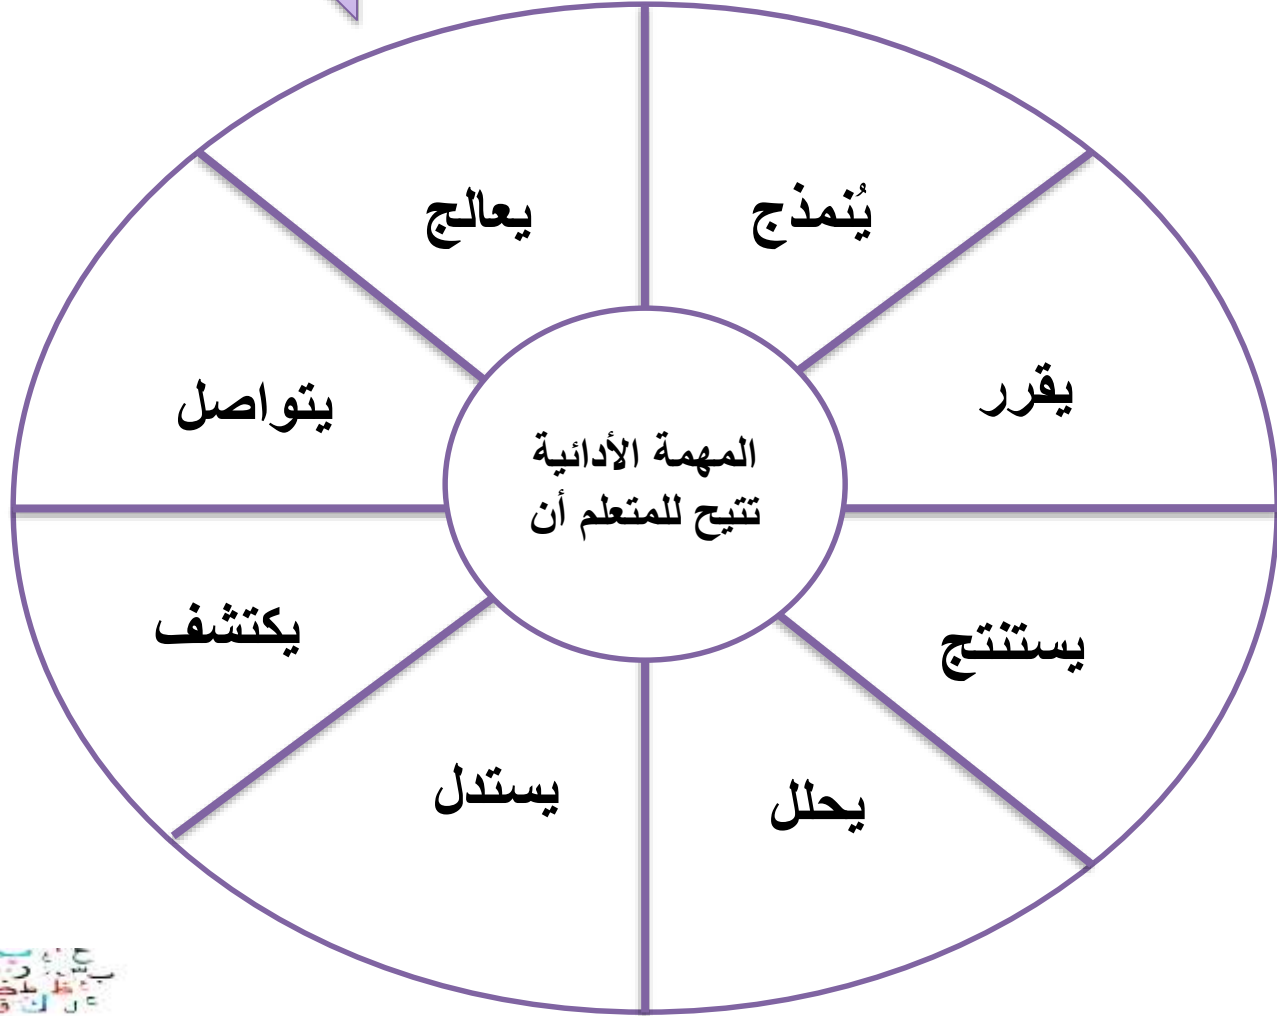 المهمة الأدائية
تتيح للمتعلم أن
يُنمذج
يقرر
يستنتج
يحلل
يستدل
يكتشف
يتواصل
يعالج